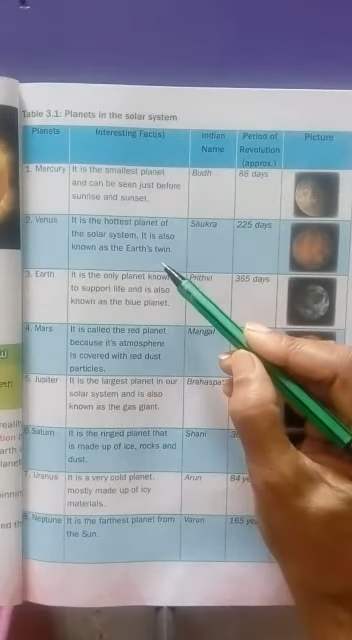 Table 3.1: Planets in the solar system
Planets Interesting Fact(s) Indian Name Period of Revolution (approx.) Picture
1. Mercury It is the smallest planet Budh 88 days
and can be seen just before
sunrise and sunset.
2. Venus It is the hottest planet of Shukra 225 days
the solar system. It is also
known as the Earth's twin.
3. Earth It is the only planet known Prithvi 365 days
to support life and is also
known as the blue planet.
4. Mars It is called the red planet Mangal
because it's atmosphere
is covered with red dust
particles.
5. Jupiter It is the largest planet in our
solar system and is also
known as the gas giant.
6. Saturn It is the ringed planet that Shani
is made up of ice, rocks and
dust.
7. Uranus It is a very cold planet, Arun 84
mostly made up of icy
materials.
8. Neptune It is the farthest planet from Varun 165
the Sun.